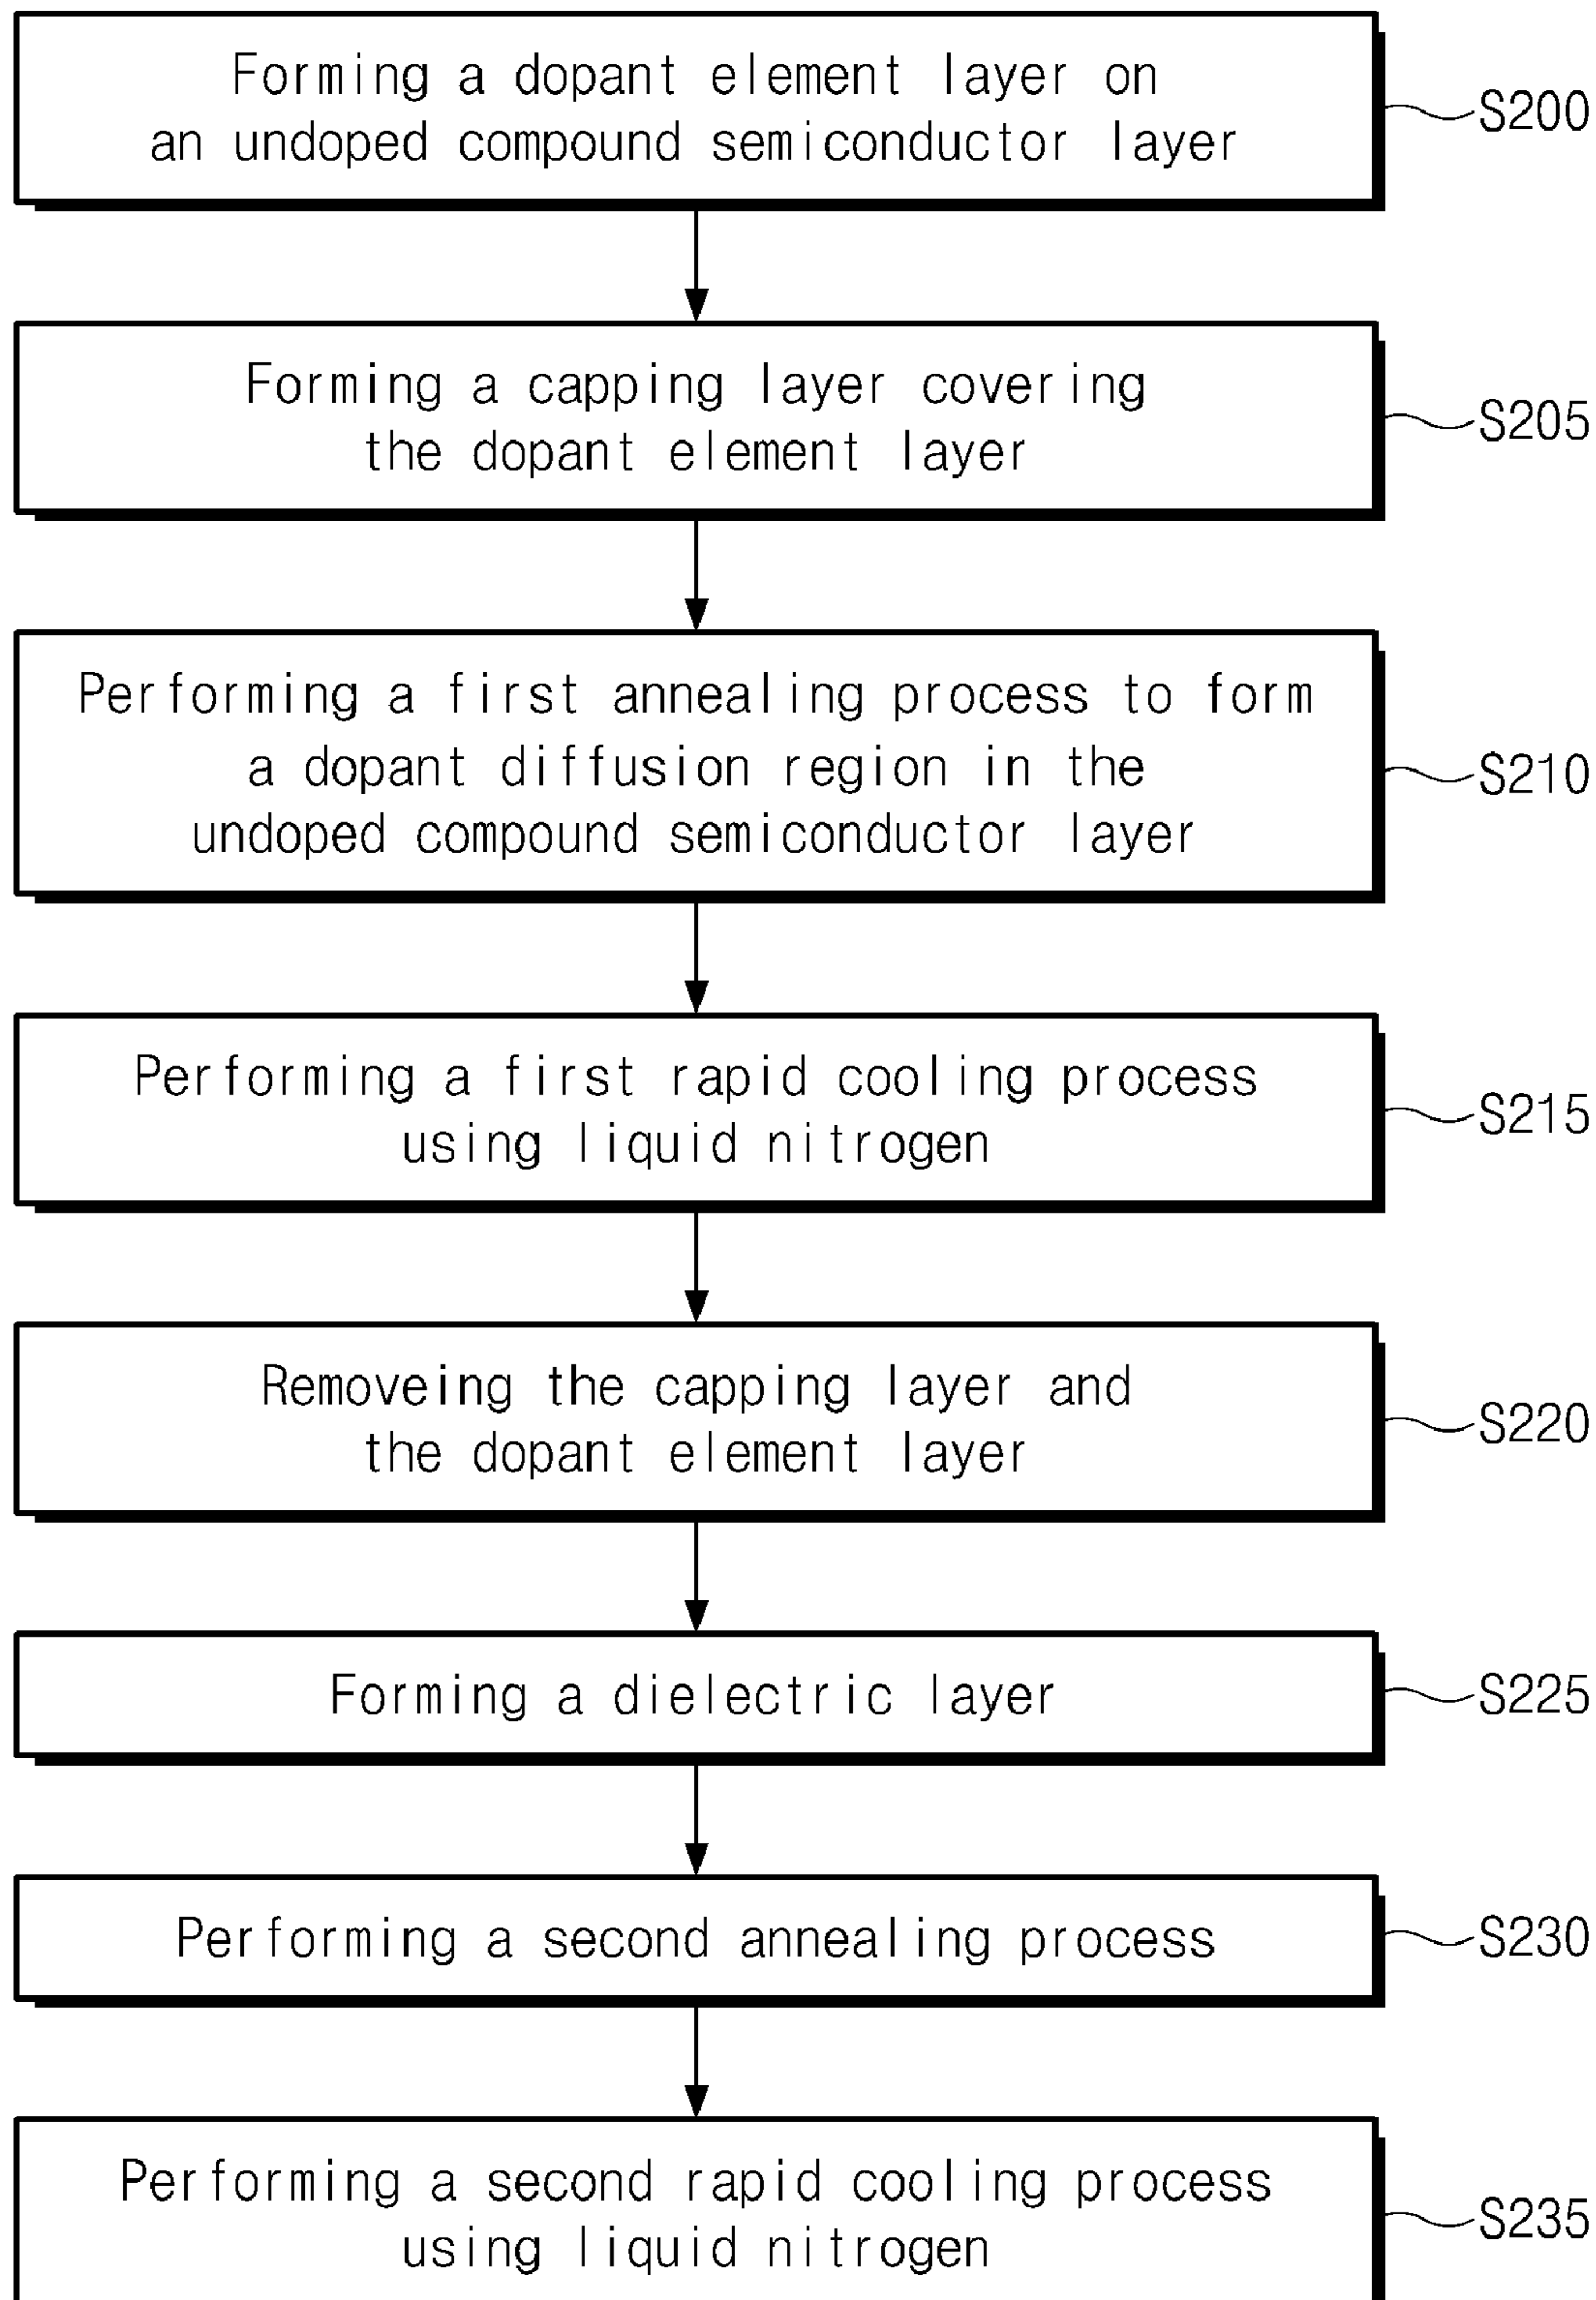 Forming a dopant element layer on
an undoped compound semiconductor layer
S200
Forming a capping layer covering
the dopant element layer
S205
Performing a first annealing process to form
a dopant diffusion region in the
undoped compound semiconductor layer
S210
Performing a first rapid cooling process
using liquid nitrogen
S215
Removeing the capping layer and
the dopant element layer
S220
Forming a dielectric layer
S225
Performing a second annealing process
S230
Performing a second rapid cooling process
using liquid nitrogen
S235